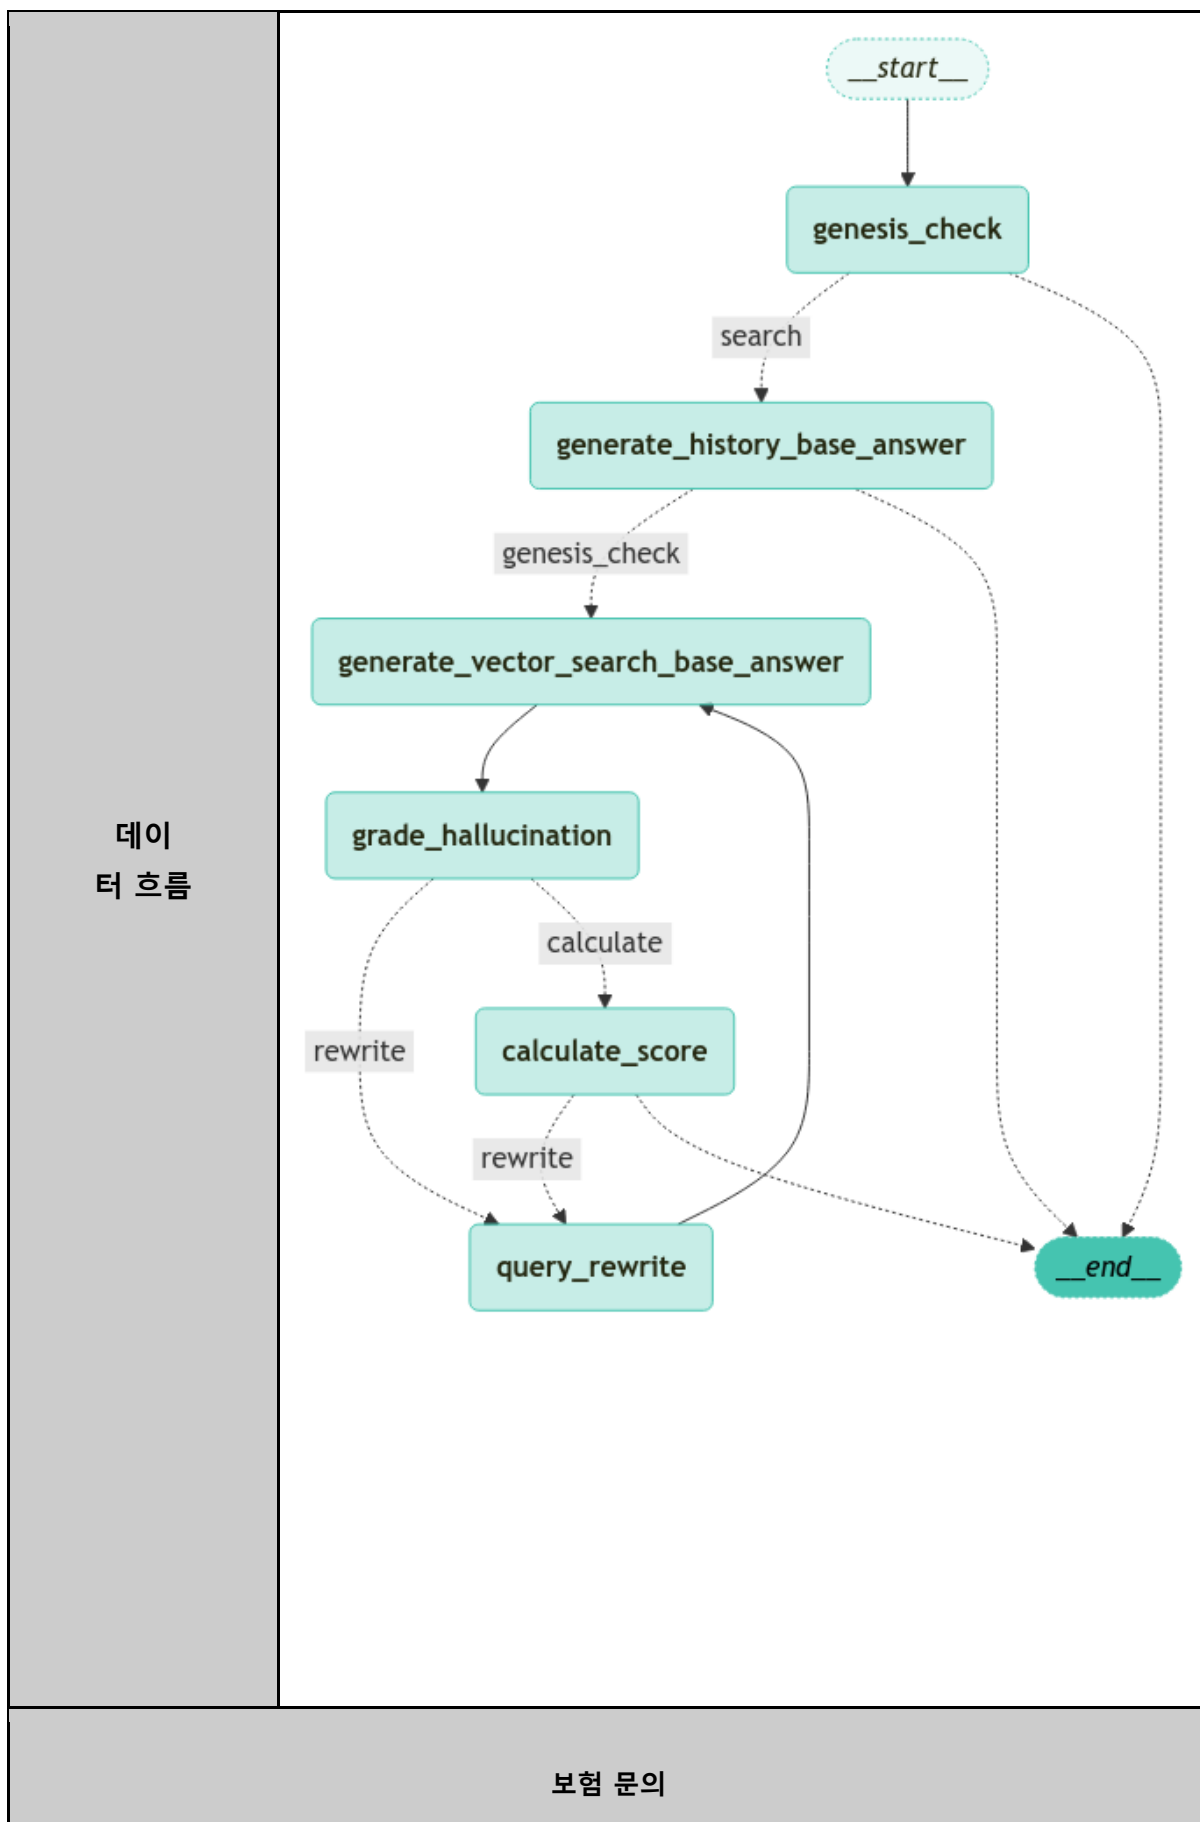 데이
터 흐름
__start__
genesis_check
search
generate_history_base_answer
genesis_check
generate_vector_search_base_answer
grade_hallucination
calculate
rewrite
calculate_score
rewrite
query_rewrite
__end__
보험 문의